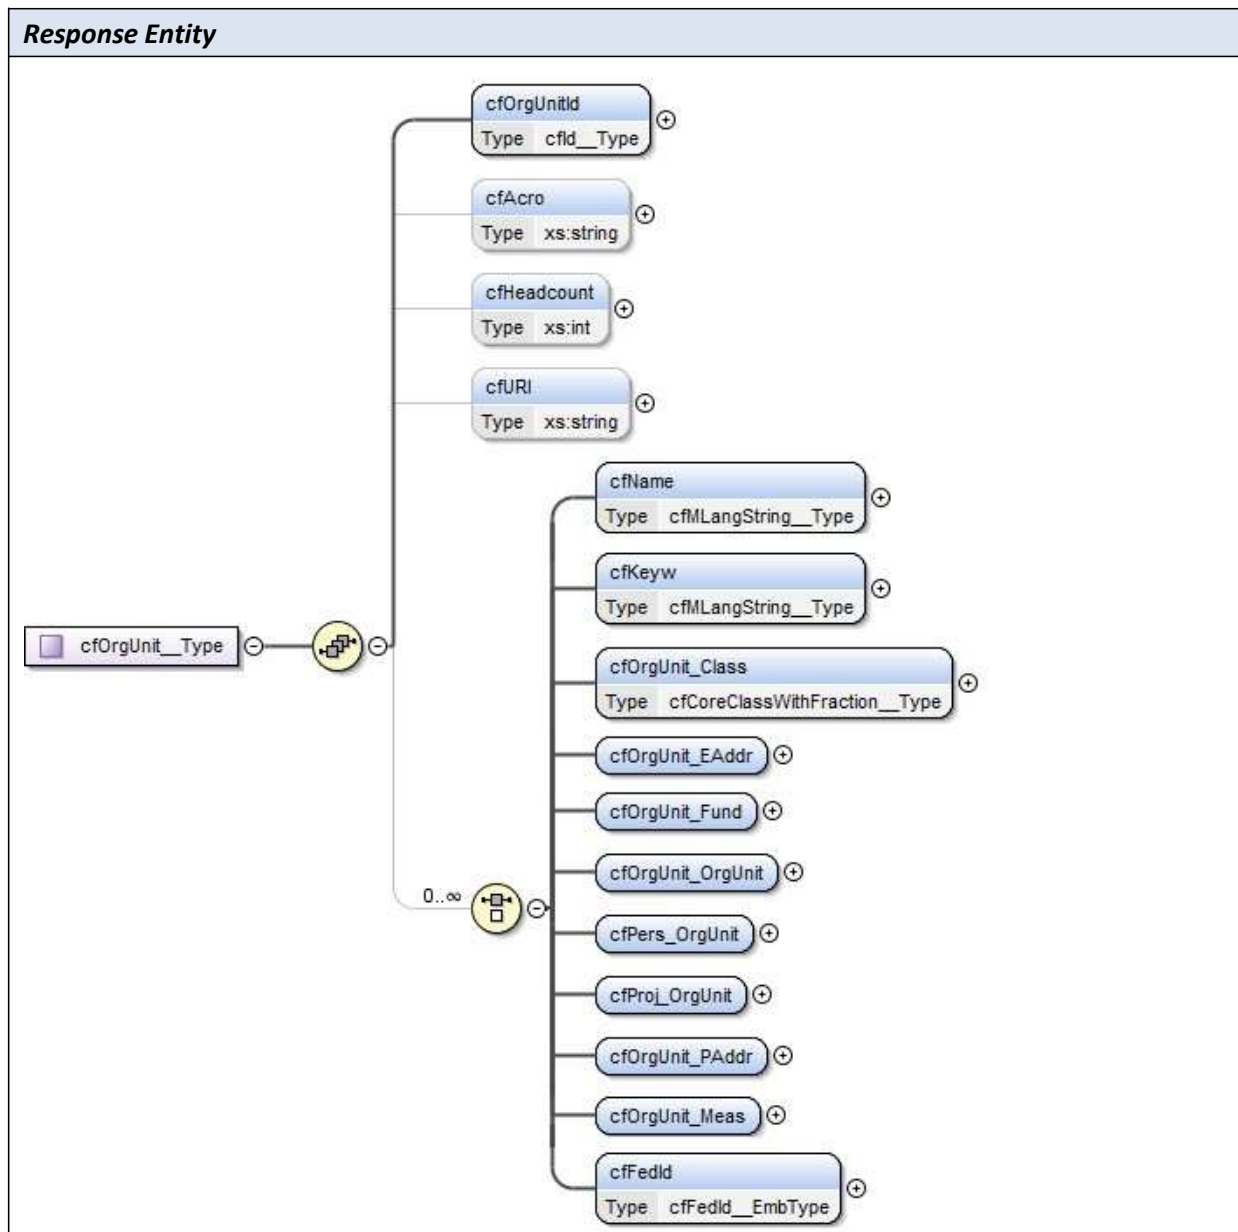 Response Entity
cfOrgUnitId
Type cfId__Type
cfAcro
Type xs:string
cfHeadcount
Type xs:int
cfURI
Type xs:string
cfName
Type cfMLangString__Type
cfKeyw
Type cfMLangString__Type
cfOrgUnit__Type
cfOrgUnit_Class
Type cfCoreClassWithFraction__Type
cfOrgUnit_EAddr
cfOrgUnit_Fund
cfOrgUnit_OrgUnit
0..∞
cfPers_OrgUnit
cfProj_OrgUnit
cfOrgUnit_PAddr
cfOrgUnit_Meas
cfFedId
Type cfFedId__EmbType